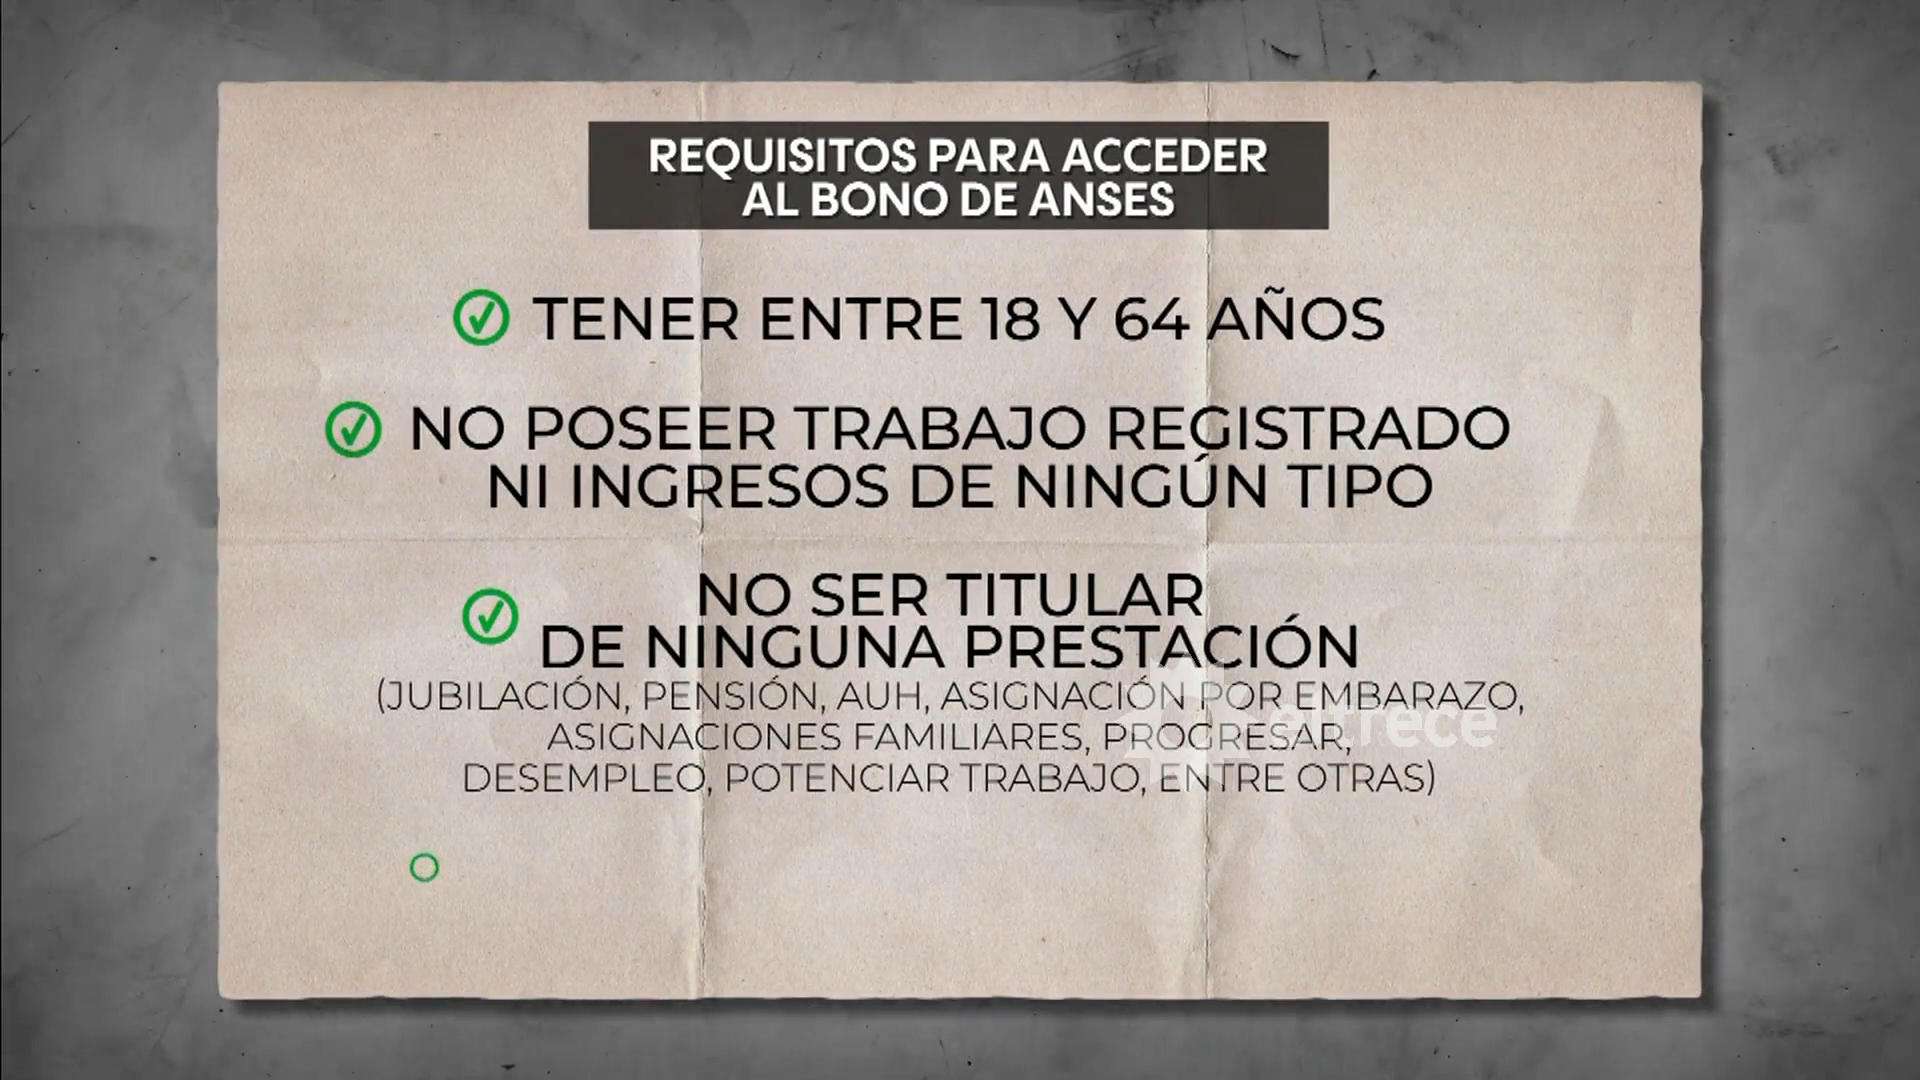 REQUISITOS PARA ACCEDER
AL BONO DE ANSES
TENER ENTRE 18 Y 64 AÑOS
NO POSEER TRABAJO REGISTRADO
NI INGRESOS DE NINGÚN TIPO
NO SER TITULAR
DE NINGUNA PRESTACIÓN
(JUBILACIÓN, PENSIÓN, AUH, ASIGNACIÓN POR EMBARAZO,
ASIGNACIONES FAMILIARES, PROGRESAR,
eltrece
DESEMPLEO, POTENCIAR TRABAJO, ENTRE OTRAS)